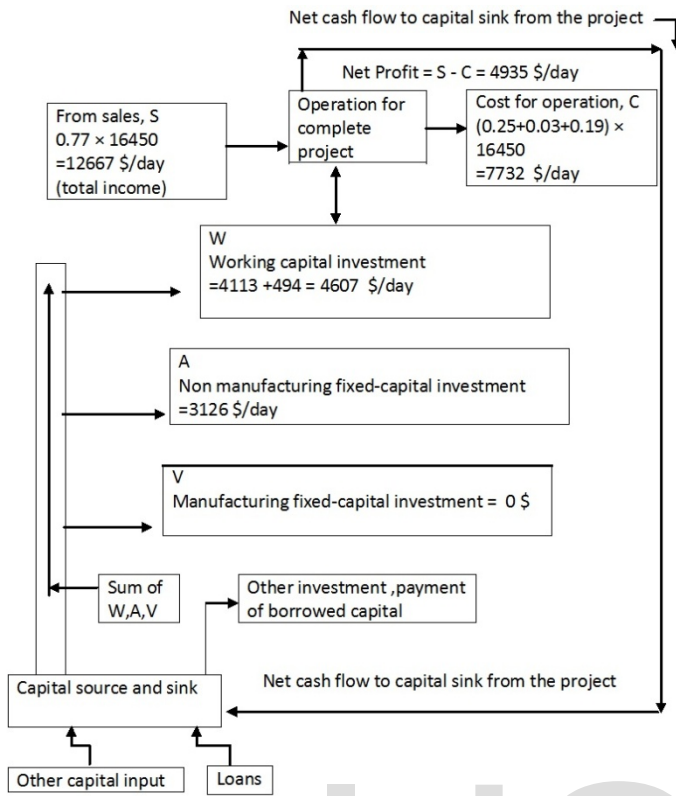 Net cash flow to capital sink from the project
Net Profit = S - C = 4935 $/day
From sales, S
0.77 × 16450
=12667 $/day
(total income)
Operation for
complete
project
Cost for operation, C
(0.25+0.03+0.19) ×
16450
=7732 $/day
W
Working capital investment
=4113 +494 = 4607 $/day
A
Non manufacturing fixed-capital investment
=3126 $/day
V
Manufacturing fixed-capital investment = 0 $
Sum of
W,A,V
Other investment ,payment
of borrowed capital
Capital source and sink
Net cash flow to capital sink from the project
Other capital input
Loans